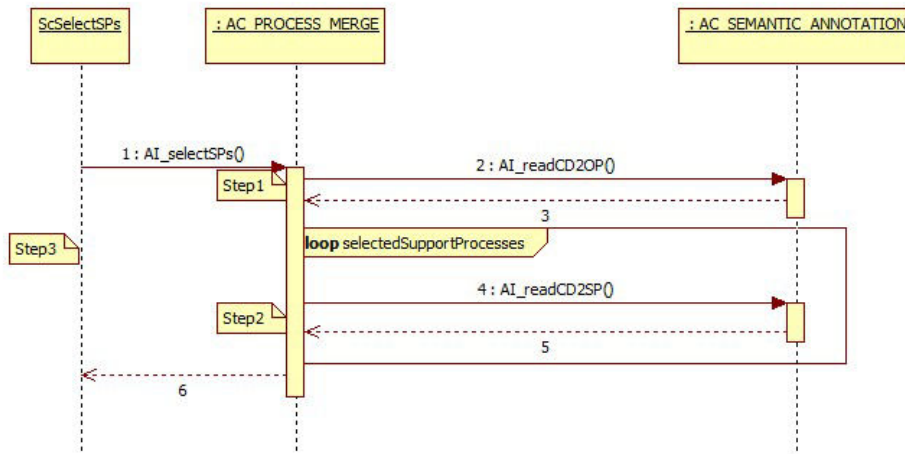 ScSelectSPs
: AC_PROCESS_MERGE
: AC_SEMANTIC_ANNOTATION
1 : AI_selectSPs()
2 : AI_readCD2OP()
Step1
3
loop selectedSupportProcesses
Step3
4 : AI_readCD2SP()
Step2
5
6